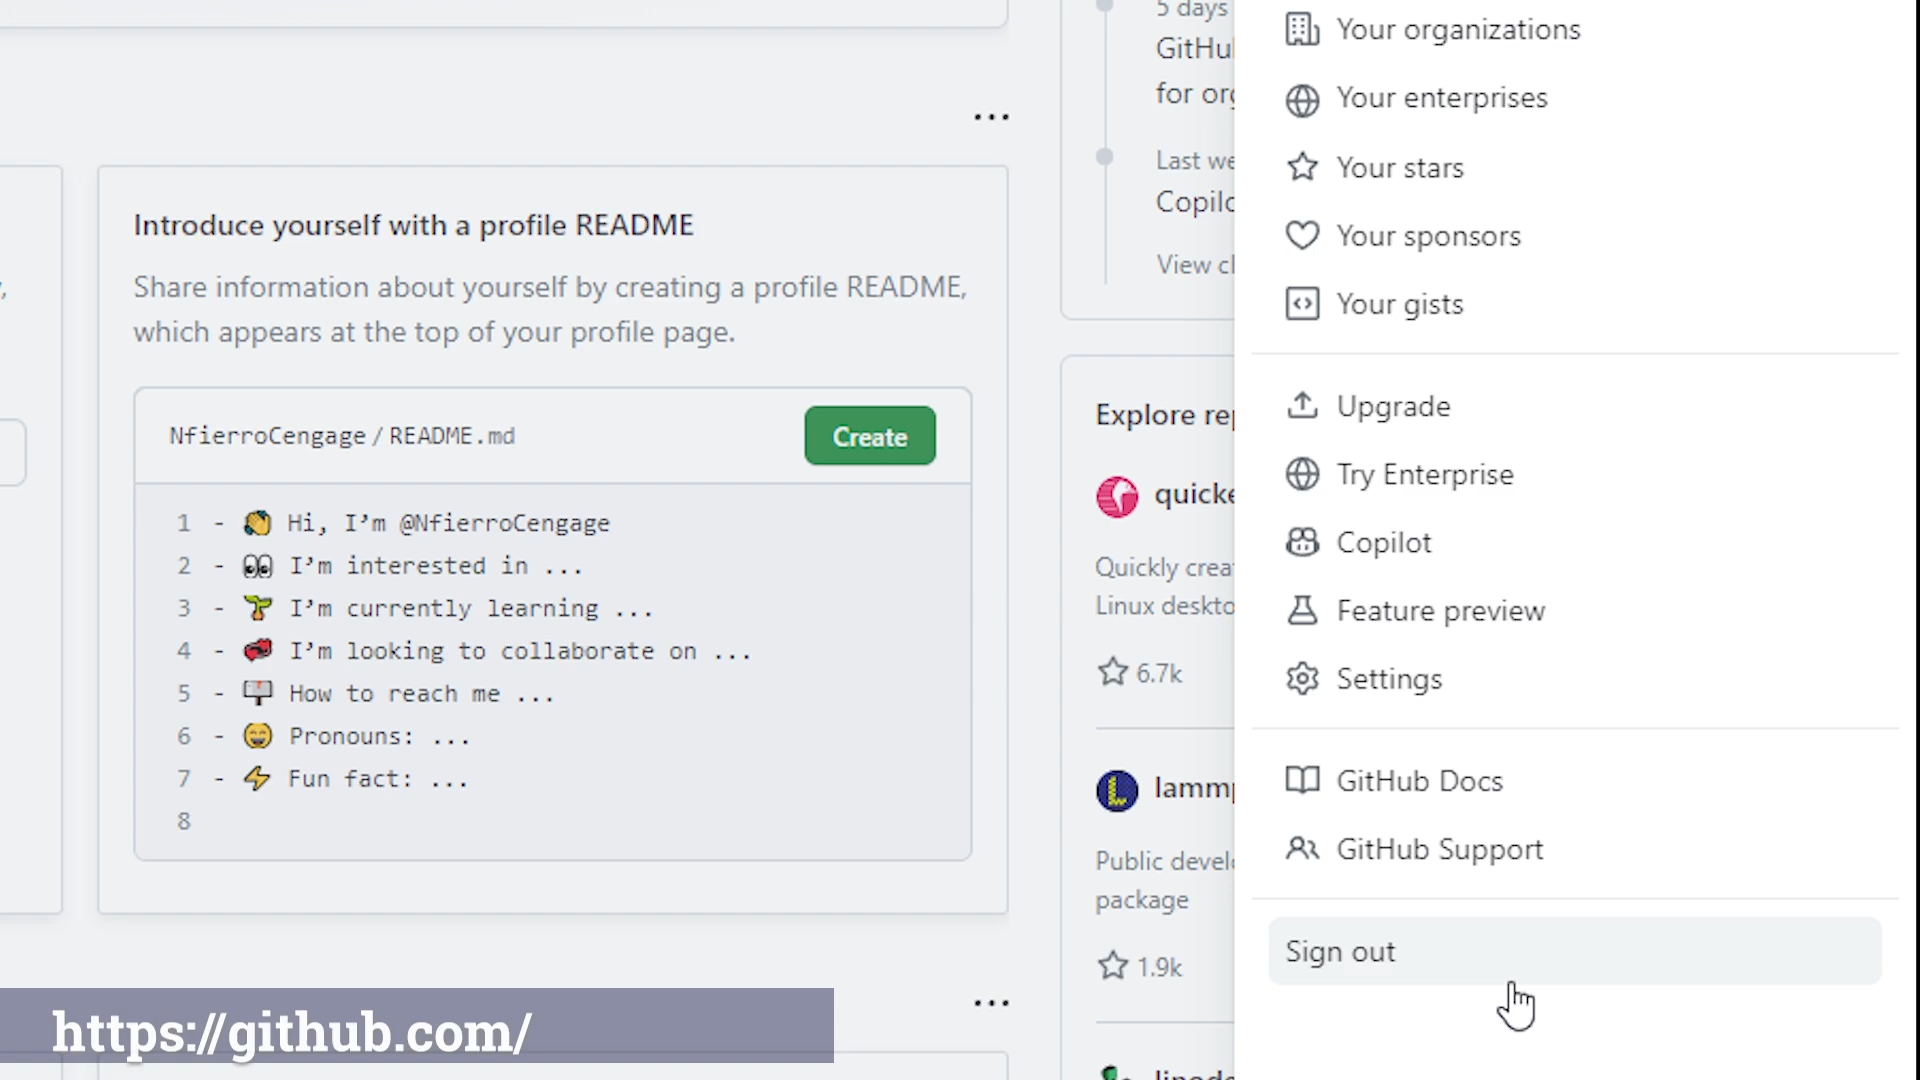 Introduce yourself with a profile README
Share information about yourself by creating a profile README,
which appears at the top of your profile page.
NfierroCengage / README.md
Create
1 - 👋 Hi, I’m @NfierroCengage
2 - 👀 I’m interested in ...
3 - 🌱 I’m currently learning ...
4 - 💞️ I’m looking to collaborate on ...
5 - 📫 How to reach me ...
6 - 😄 Pronouns: ...
7 - ⚡ Fun fact: ...
8
https://github.com/
5 days
GitHu
for or
Last we
Copilo
View cl
Explore re
quicke
Quickly crea
Linux deskto
6.7k
lamm
Public devel
package
1.9k
Your organizations
Your enterprises
Your stars
Your sponsors
Your gists
Upgrade
Try Enterprise
Copilot
Feature preview
Settings
GitHub Docs
GitHub Support
Sign out